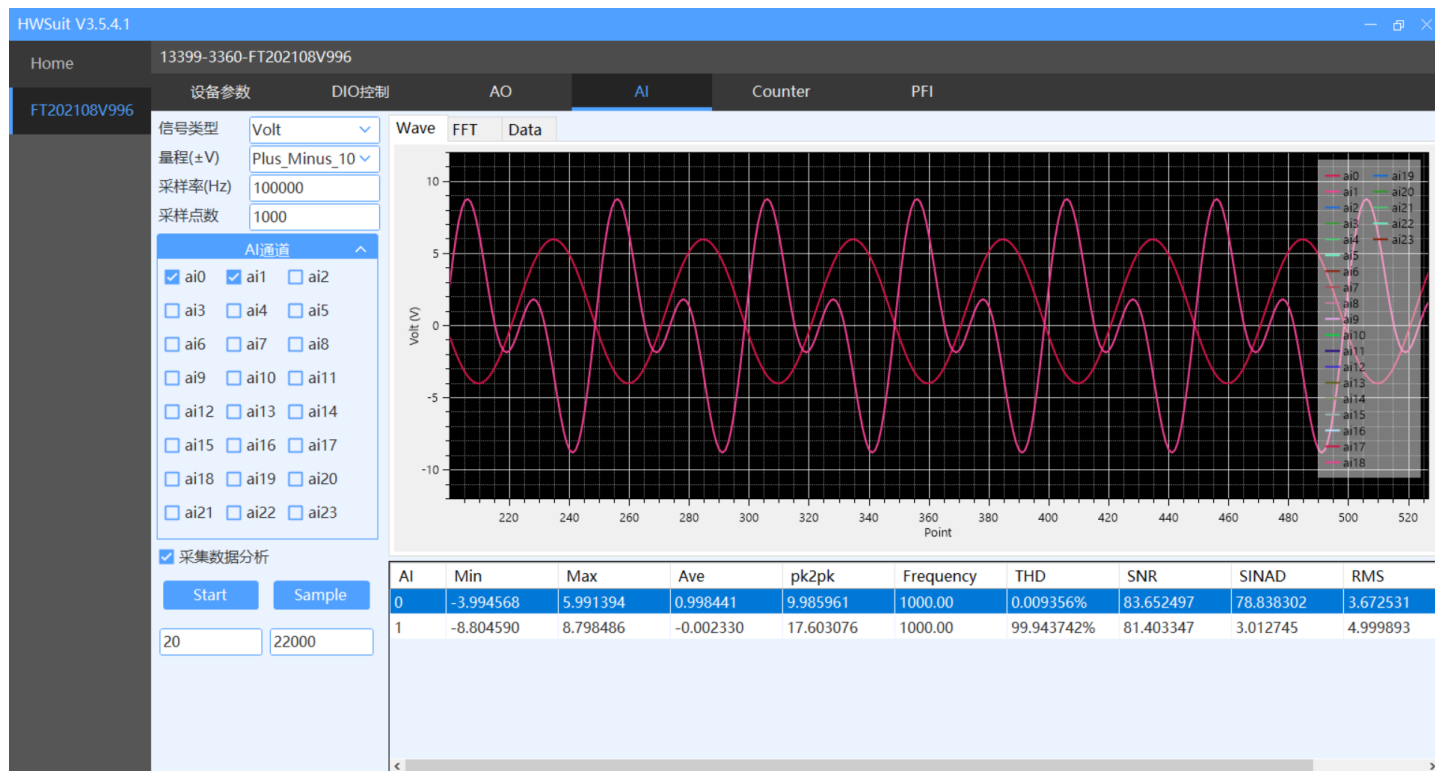 HWSuit V3.5.4.1
Home
FT202108V996
13399-3360-FT202108V996
设备参数 DIO控制 AO AI Counter PFI
信号类型 Volt
量程(±V) Plus_Minus_10
采样率(Hz) 100000
采样点数 1000
AI通道
ai0 ai1 ai2
ai3 ai4 ai5
ai6 ai7 ai8
ai9 ai10 ai11
ai12 ai13 ai14
ai15 ai16 ai17
ai18 ai19 ai20
ai21 ai22 ai23
采集数据分析
Start Sample
20 22000
Wave FFT Data
Volt (V)
10
5
0
-5
-10
220 240 260 280 300 320 340 360 380 400 420 440 460 480 500 520
Point
ai0 ai19
ai1 ai20
ai2 ai21
ai3 ai22
ai4 ai23
ai5
ai6
ai7
ai8
ai9
ai10
ai11
ai12
ai13
ai14
ai15
ai16
ai17
ai18
AI Min Max Ave pk2pk Frequency THD SNR SINAD RMS
0 -3.994568 5.991394 0.998441 9.985961 1000.00 0.009356% 83.652497 78.838302 3.672531
1 -8.804590 8.798486 -0.002330 17.603076 1000.00 99.943742% 81.403347 3.012745 4.999893